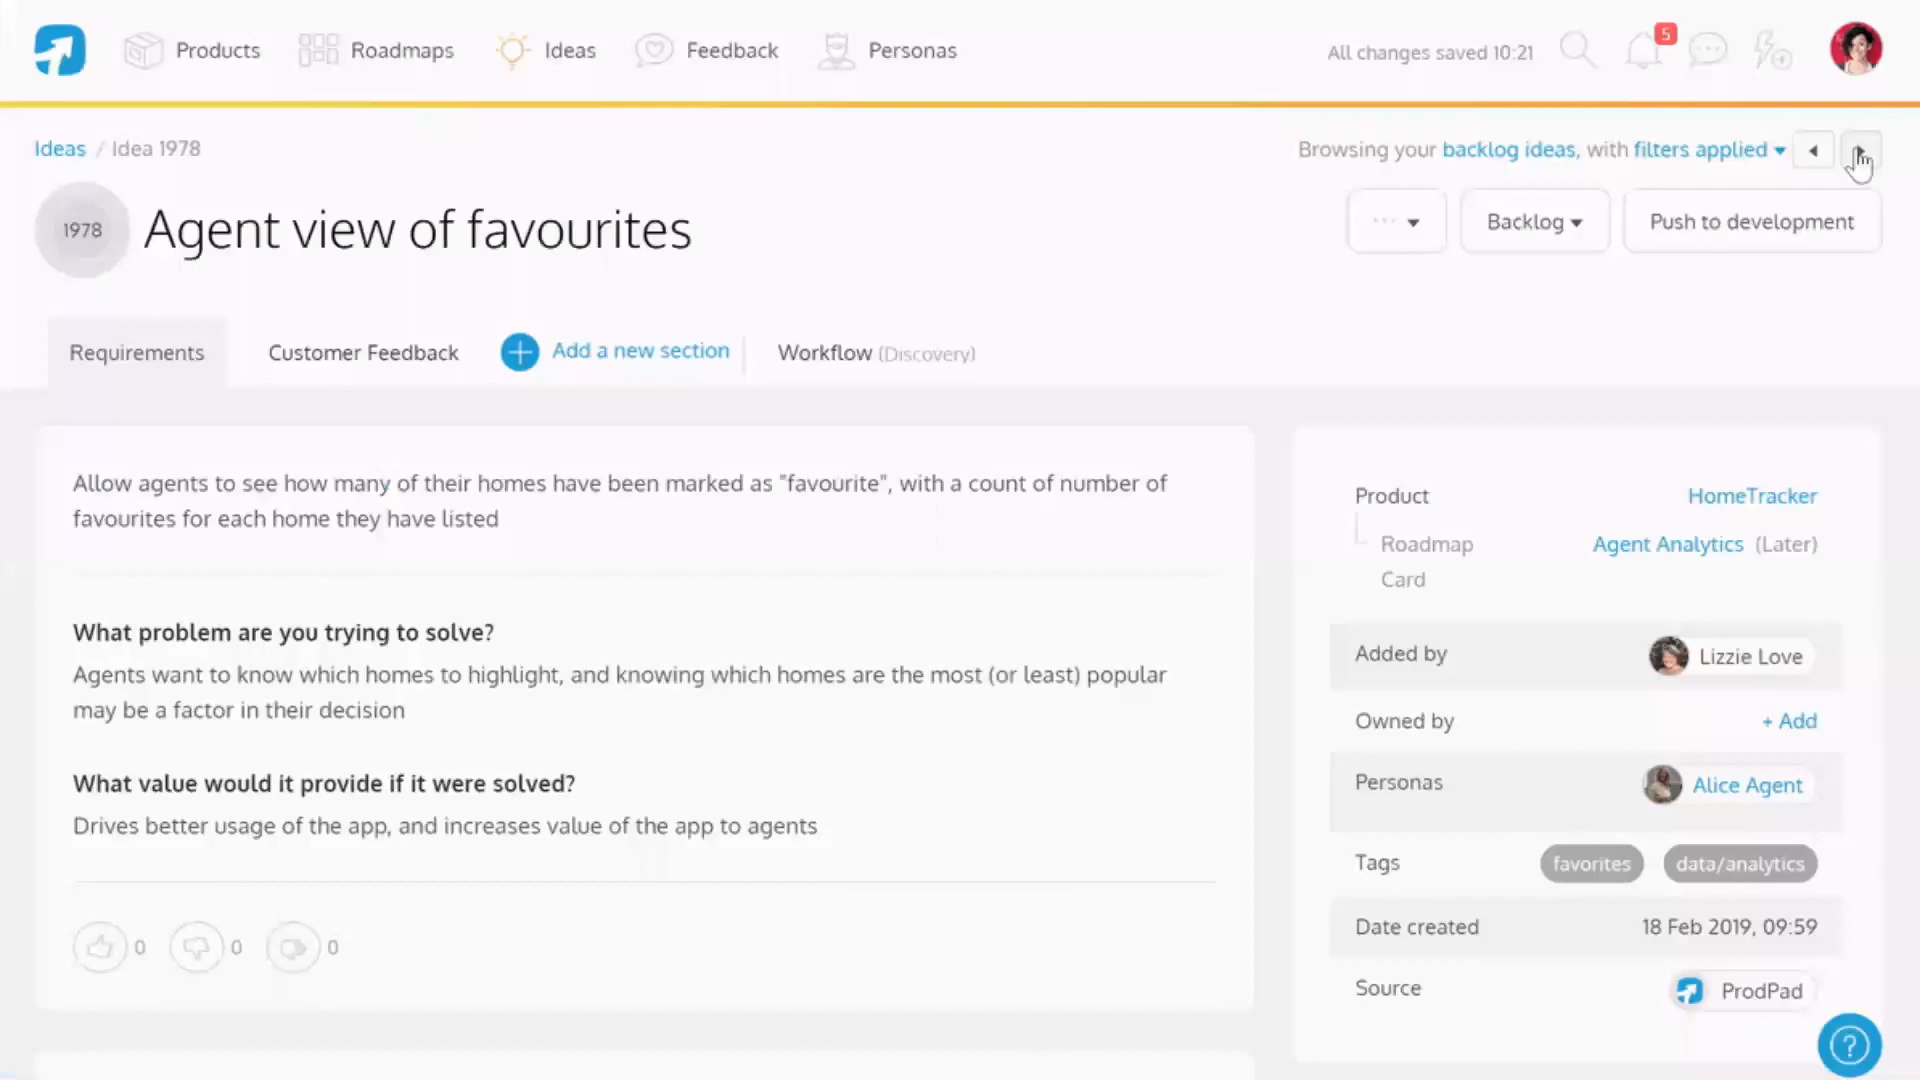 Products Roadmaps Ideas Feedback Personas All changes saved 10:21 5
Ideas / Idea 1978 Browsing your backlog ideas, with filters applied
1978 Agent view of favourites Backlog Push to development
Requirements Customer Feedback Add a new section Workflow (Discovery)
Allow agents to see how many of their homes have been marked as "favourite", with a count of number of
favourites for each home they have listed
What problem are you trying to solve?
Agents want to know which homes to highlight, and knowing which homes are the most (or least) popular
may be a factor in their decision
What value would it provide if it were solved?
Drives better usage of the app, and increases value of the app to agents
0 0 0
Product HomeTracker
Roadmap Agent Analytics (Later)
Card
Added by Lizzie Love
Owned by + Add
Personas Alice Agent
Tags favorites data/analytics
Date created 18 Feb 2019, 09:59
Source ProdPad
?